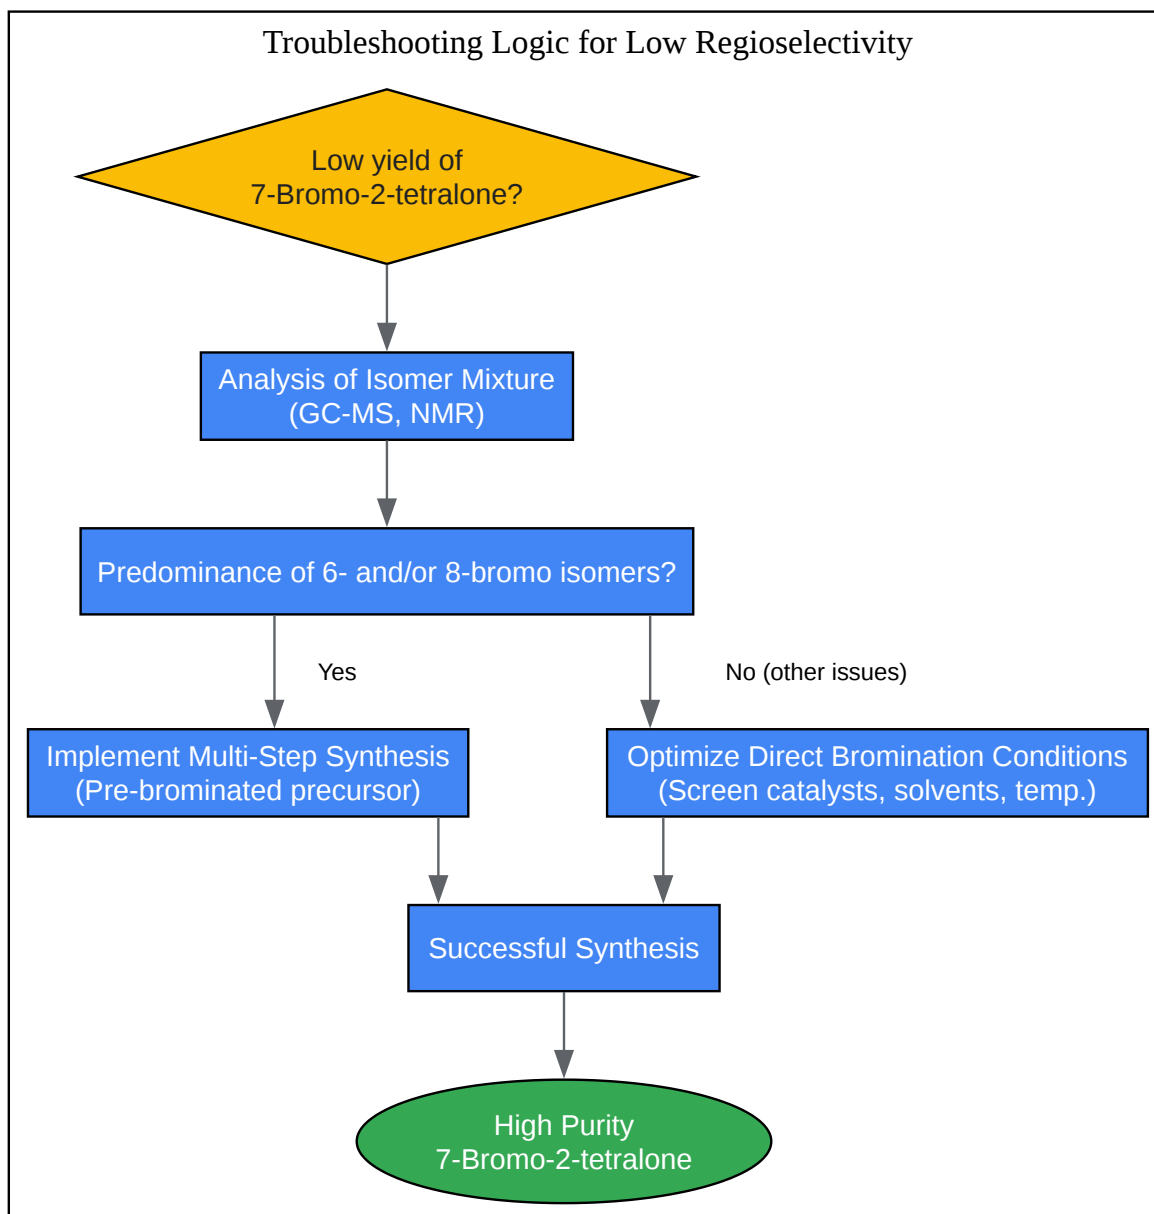 Troubleshooting Logic for Low Regioselectivity
Low yield of
7-Bromo-2-tetralone?
Analysis of Isomer Mixture
(GC-MS, NMR)
Predominance of 6- and/or 8-bromo isomers?
Yes
No (other issues)
Implement Multi-Step Synthesis
(Pre-brominated precursor)
Optimize Direct Bromination Conditions
(Screen catalysts, solvents, temp.)
Successful Synthesis
High Purity
7-Bromo-2-tetralone